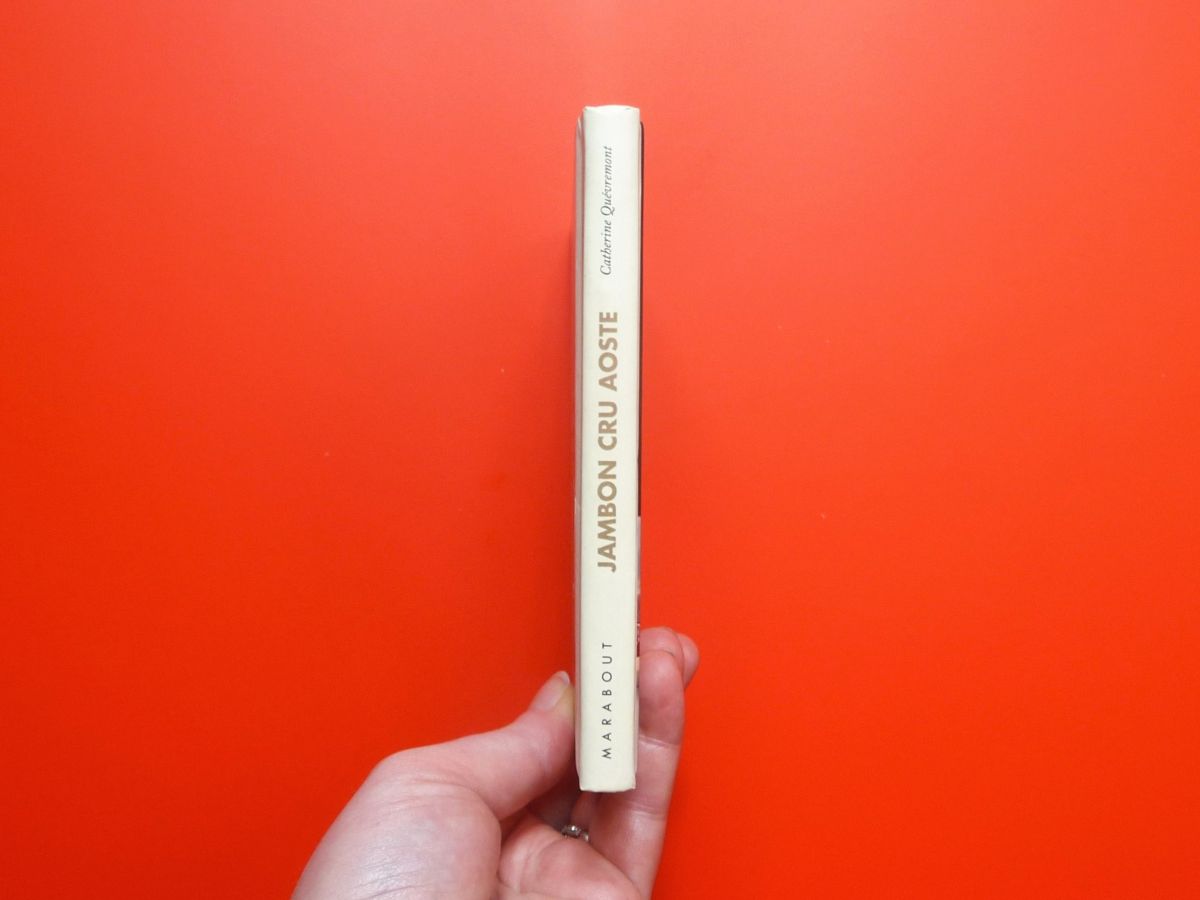 Catherine Quévremont
JAMBON CRU AOSTE
MARABOUT